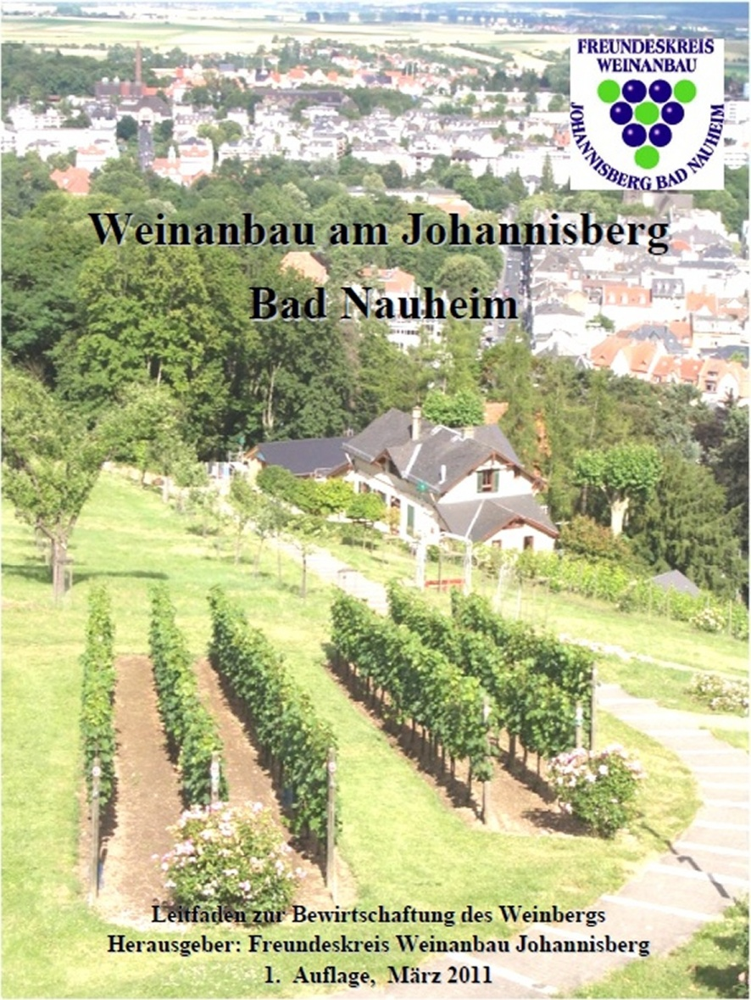 FREUNDESKREIS
WEINANBAU
JOHANNISBERG BAD NAUHEIM
Weinanbau am Johannisberg
Bad Nauheim
Leitfaden zur Bewirtschaftung des Weinbergs
Herausgeber: Freundeskreis Weinanbau Johannisberg
1. Auflage, März 2011